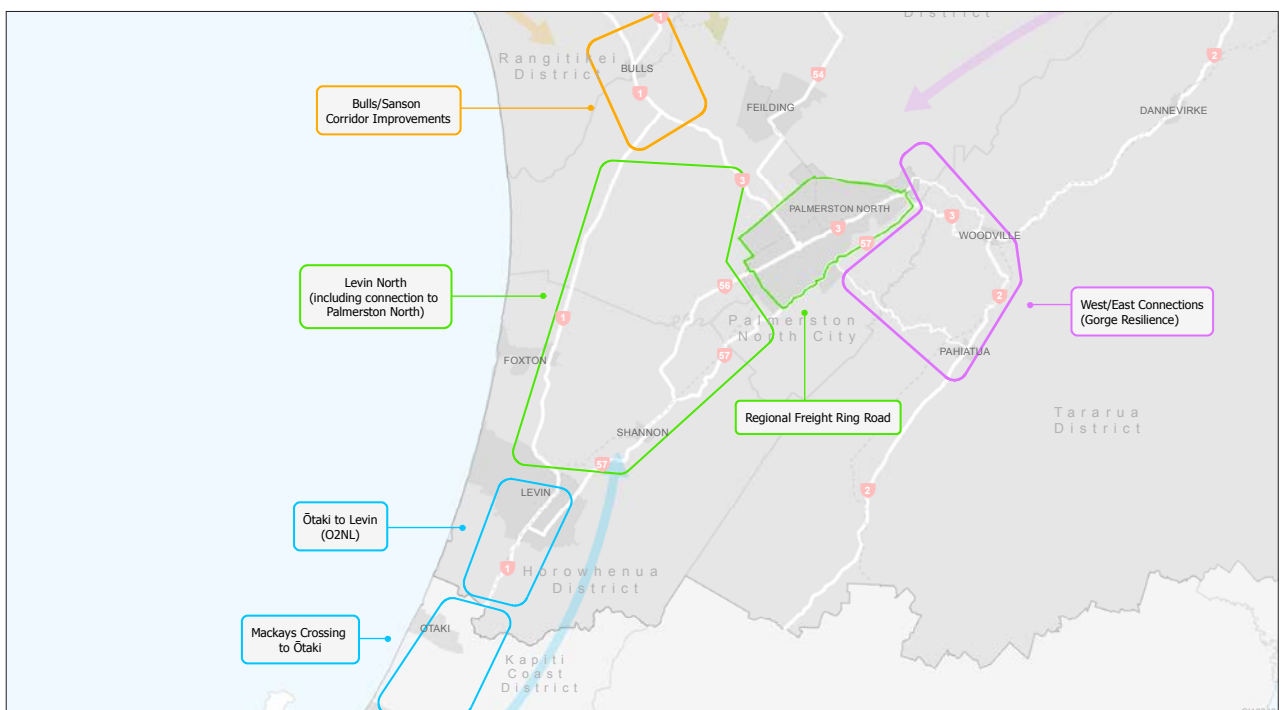 District
1
Rangitikei
District
BULLS
1
54
FEILDING
2
DANNEVIRKE
Bulls/Sanson
Corridor Improvements
3
PALMERSTON NORTH
3
57
3
WOODVILLE
Levin North
(including connection to
Palmerston North)
56
2
West/East Connections
(Gorge Resilience)
1
Palmerston
North City
57
PAHIATUA
FOXTON
Regional Freight Ring Road
Tararua
District
SHANNON
57
LEVIN
2
Ōtaki to Levin
(O2NL)
1
Horowhenua
District
Mackays Crossing
to Ōtaki
OTAKI
Kapiti
Coast
District